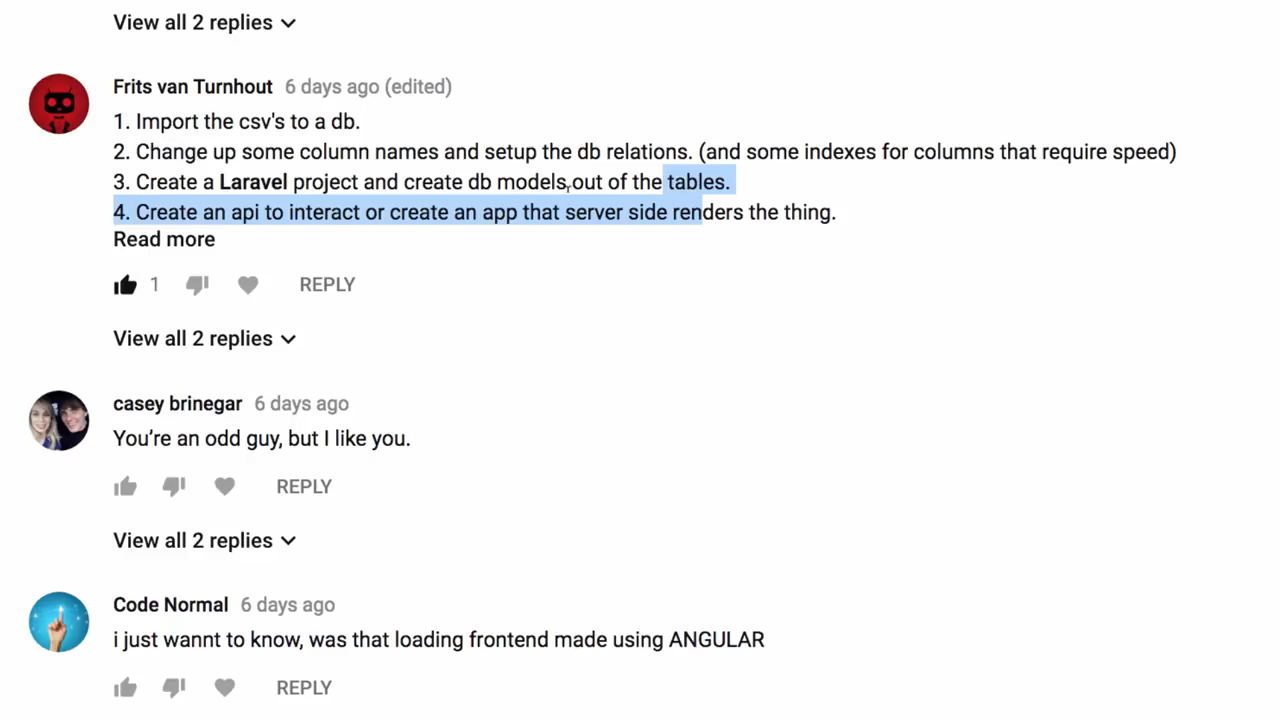 View all 2 replies
Frits van Turnhout 6 days ago (edited)
1. Import the csv's to a db.
2. Change up some column names and setup the db relations. (and some indexes for columns that require speed)
3. Create a Laravel project and create db models out of the tables.
4. Create an api to interact or create an app that server side renders the thing.
Read more
1 REPLY
View all 2 replies
casey brinegar 6 days ago
You’re an odd guy, but I like you.
REPLY
View all 2 replies
Code Normal 6 days ago
i just wannt to know, was that loading frontend made using ANGULAR
REPLY